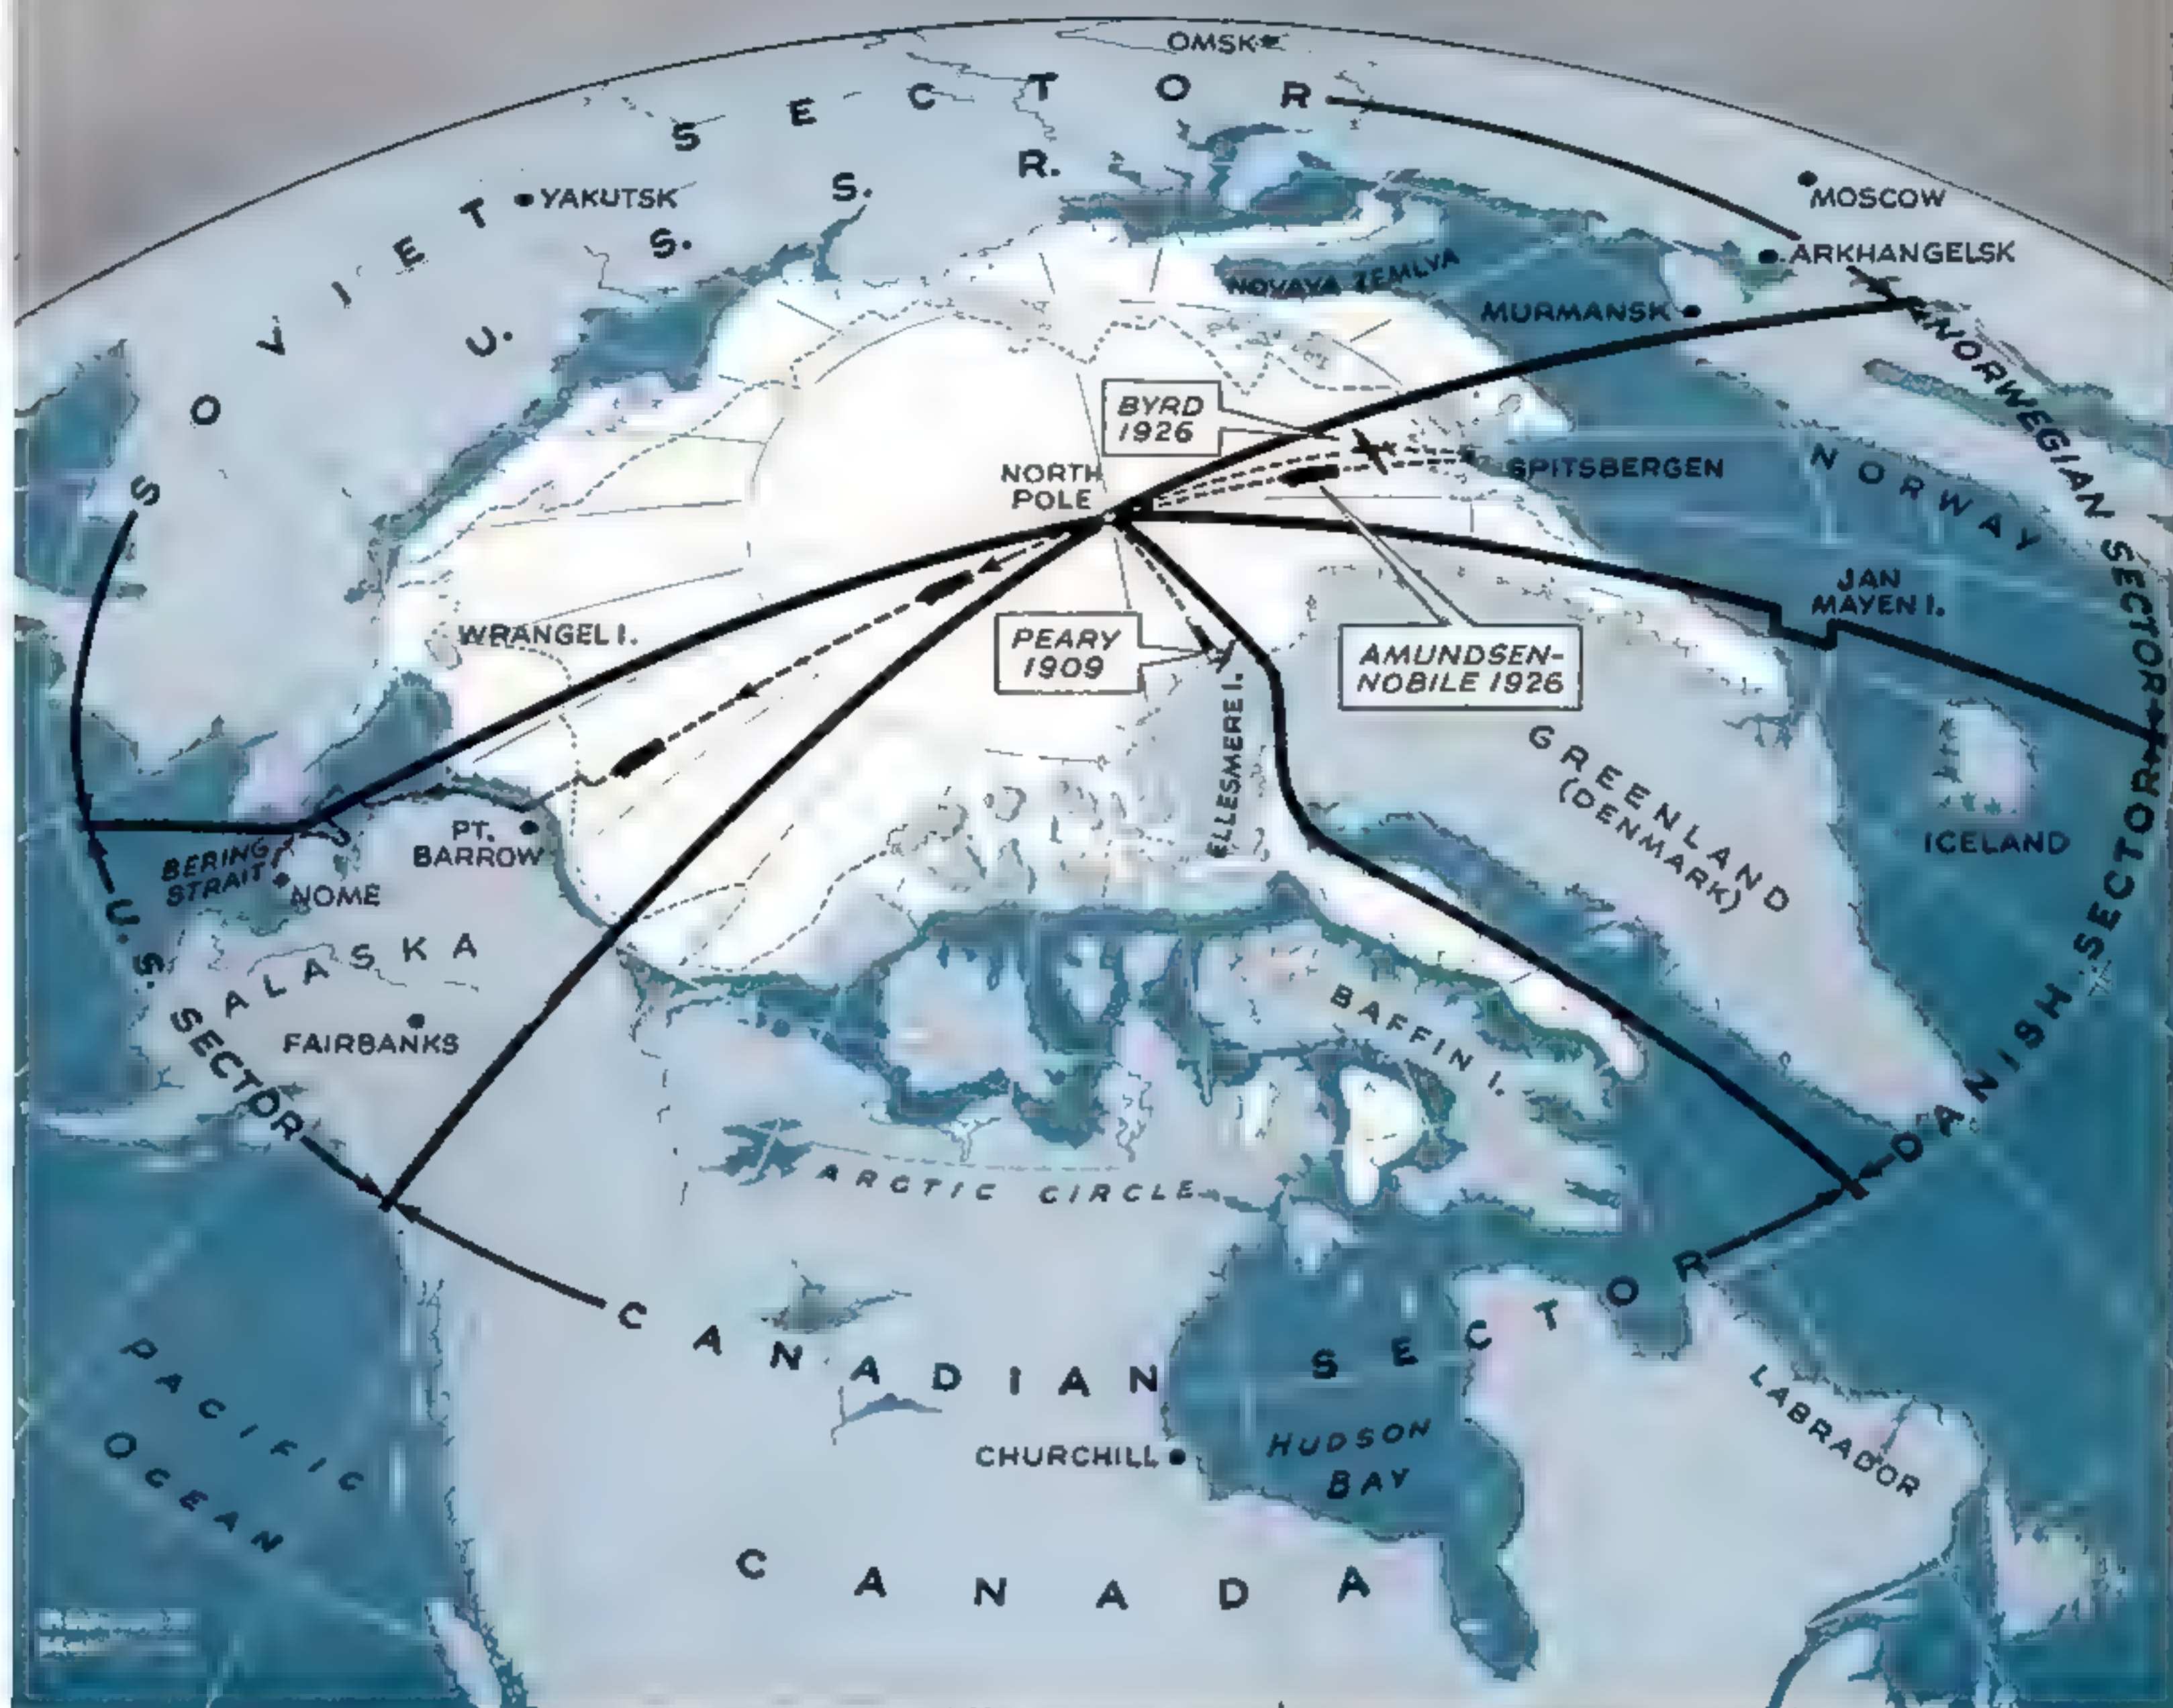 OMSK
SOVIET SECTOR
U. S. S. R.
YAKUTSK
MOSCOW
ARKHANGELSK
NOVAYA ZEMLYA
MURMANSK
NORWEGIAN SECTOR
BYRD
1926
NORTH
POLE
SPITSBERGEN
NORWAY
JAN
MAYEN I.
WRANGEL I.
PEARY
1909
AMUNDSEN-
NOBILE 1926
ELLESMERE I.
GREENLAND
(DENMARK)
ICELAND
DANISH SECTOR
PT.
BARROW
BERING
STRAIT
NOME
U.S. SECTOR
ALASKA
FAIRBANKS
BAFFIN I.
ARCTIC CIRCLE
CANADIAN SECTOR
PACIFIC
OCEAN
HUDSON
BAY
CHURCHILL
LABRADOR
CANADA